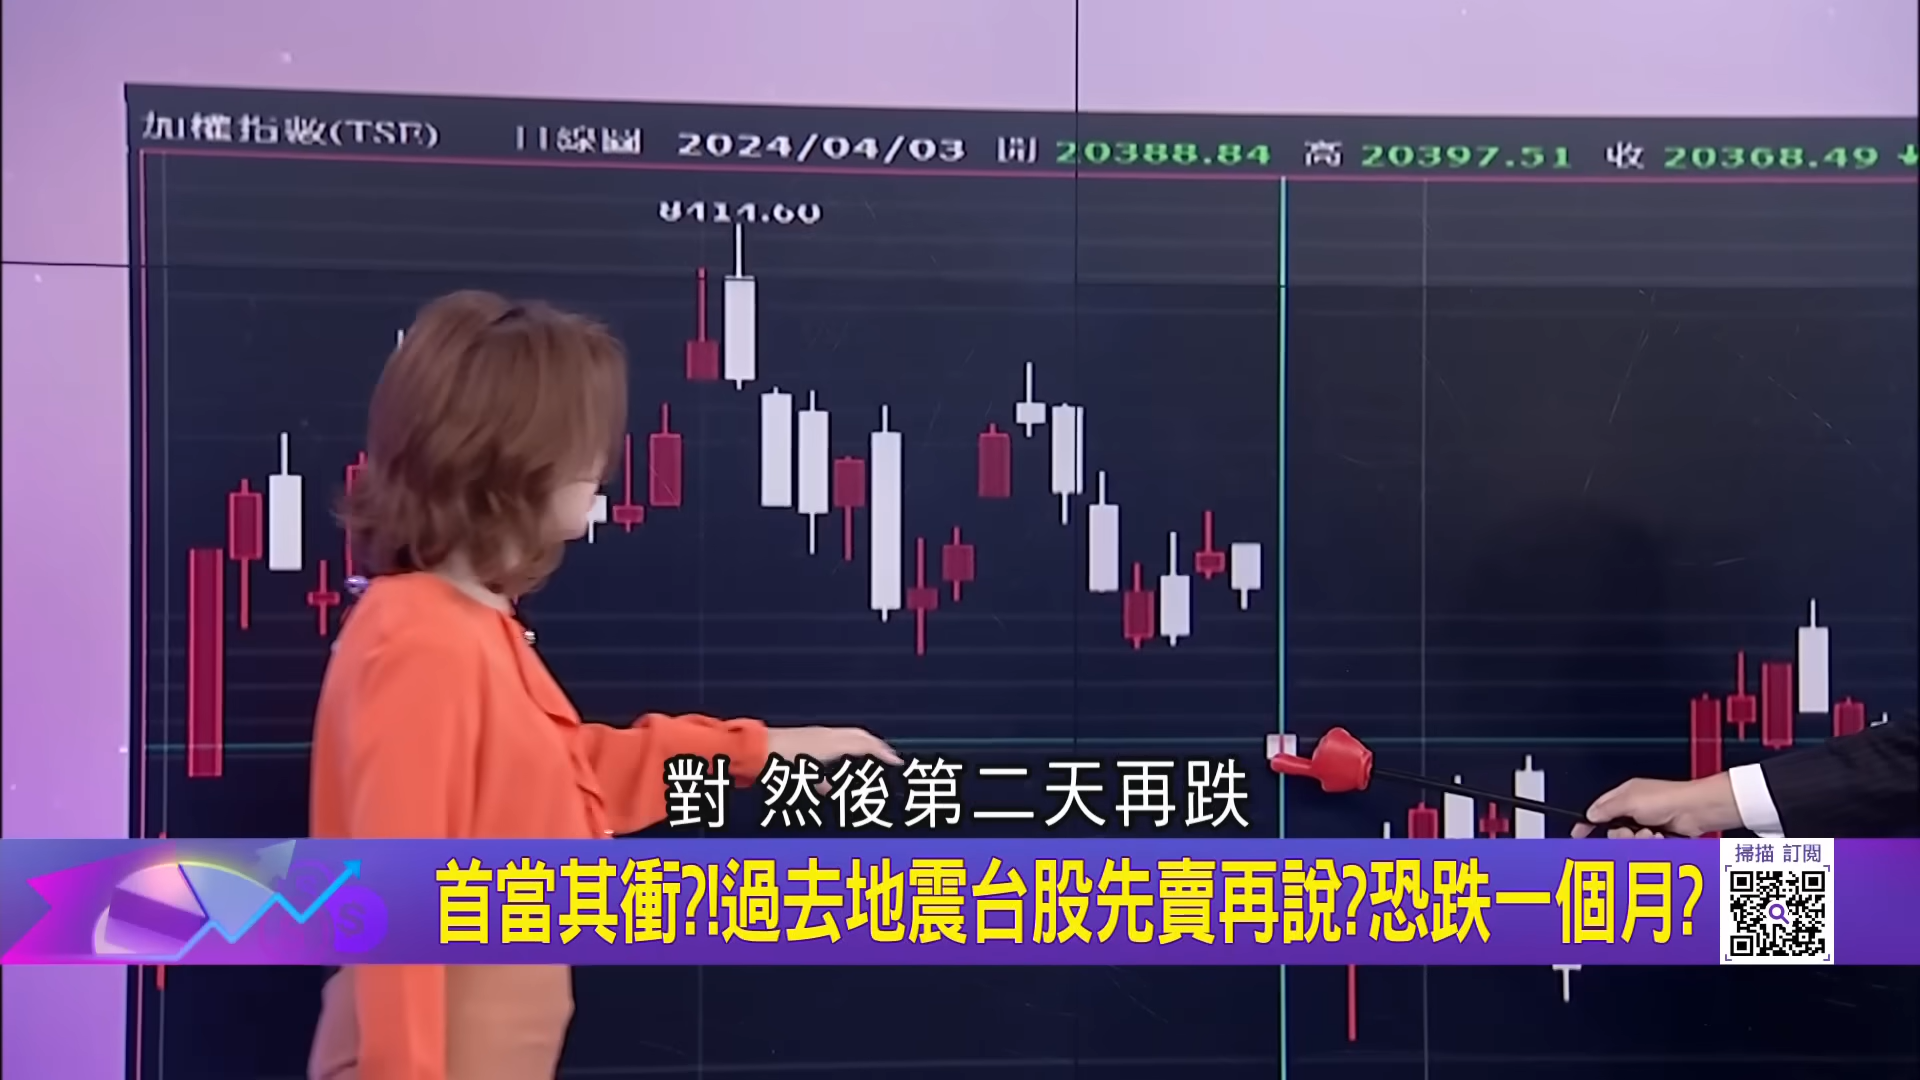 加權指數(TSE) 日線圖 2024/04/03 開 20388.84 高 20397.51 收 20368.49
8414.60
對 然後第二天再跌
首當其衝?!過去地震台股先賣再說?恐跌一個月?
掃描 訂閱